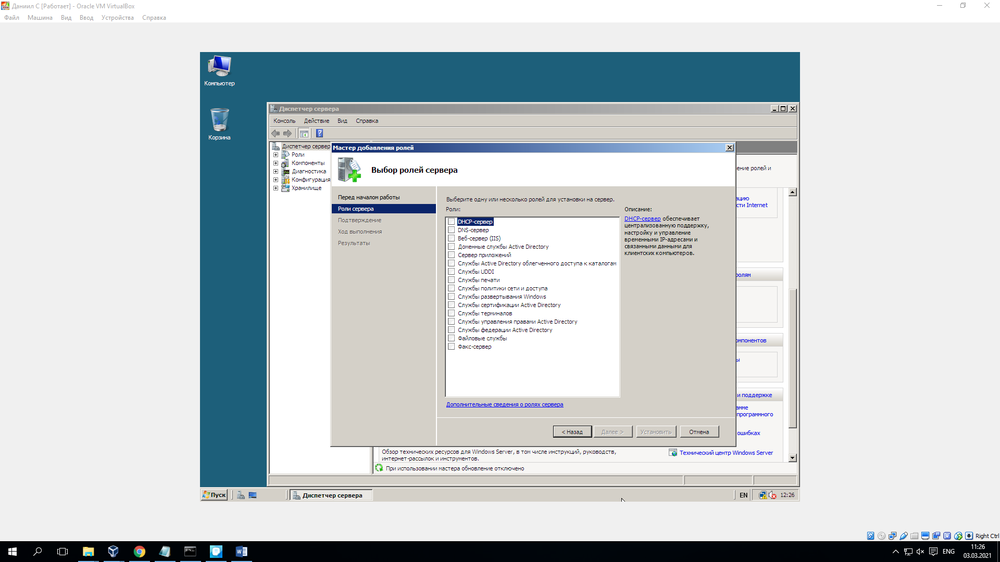 Даниил С [Работает] - Oracle VM VirtualBox
Файл Машина Вид Ввод Устройства Справка
Компьютер
Корзина
Диспетчер сервера
Консоль Действие Вид Справка
Диспетчер сервер
Роли
Компоненты
Диагностика
Конфигурация
Хранилище
Мастер добавления ролей
Выбор ролей сервера
Перед началом работы
Роли сервера
Подтверждение
Ход выполнения
Результаты
Выберите одну или несколько ролей для установки на сервер.
Роли:
DHCP-сервер
DNS-сервер
Веб-сервер (IIS)
Доменные службы Active Directory
Сервер приложений
Службы Active Directory облегченного доступа к каталогам
Службы UDDI
Службы печати
Службы политики сети и доступа
Службы развертывания Windows
Службы сертификации Active Directory
Службы терминалов
Службы управления правами Active Directory
Службы федерации Active Directory
Файловые службы
Факс-сервер
Описание:
DHCP-сервер обеспечивает
централизованную поддержку,
настройку и управление
временными IP-адресами и
связанными данными для
клиентских компьютеров.
Дополнительные сведения о ролях сервера
< Назад Далее > Установить Отмена
ение ролей и
ацию
сти Internet
ролям
омпонентов
ы
и поддержке
амме
программного
ошибках
Обзор технических ресурсов для Windows Server, в том числе инструкций, руководств,
интернет-рассылок и инструментов.
Технический центр Windows Server
При использовании мастера обновление отключено
Пуск
Диспетчер сервера
EN
12:26
Right Ctrl
ENG
11:26
03.03.2021